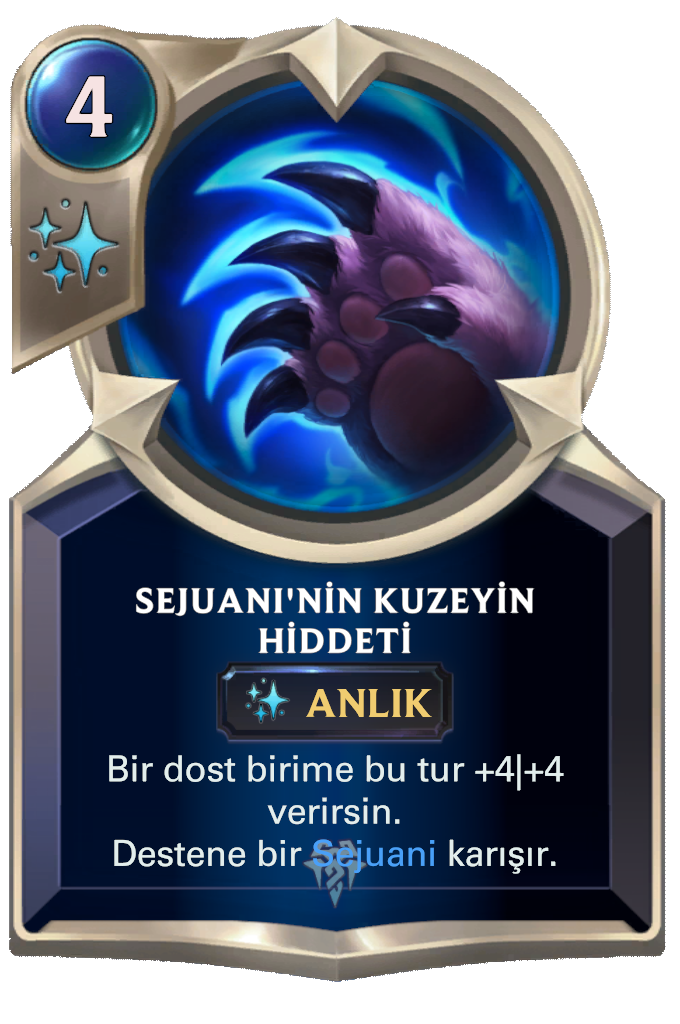 4
SEJUANI'NİN KUZEYİN
HİDDETİ
ANLIK
Bir dost birime bu tur +4|+4
verirsin.
Destene bir Sejuani karışır.